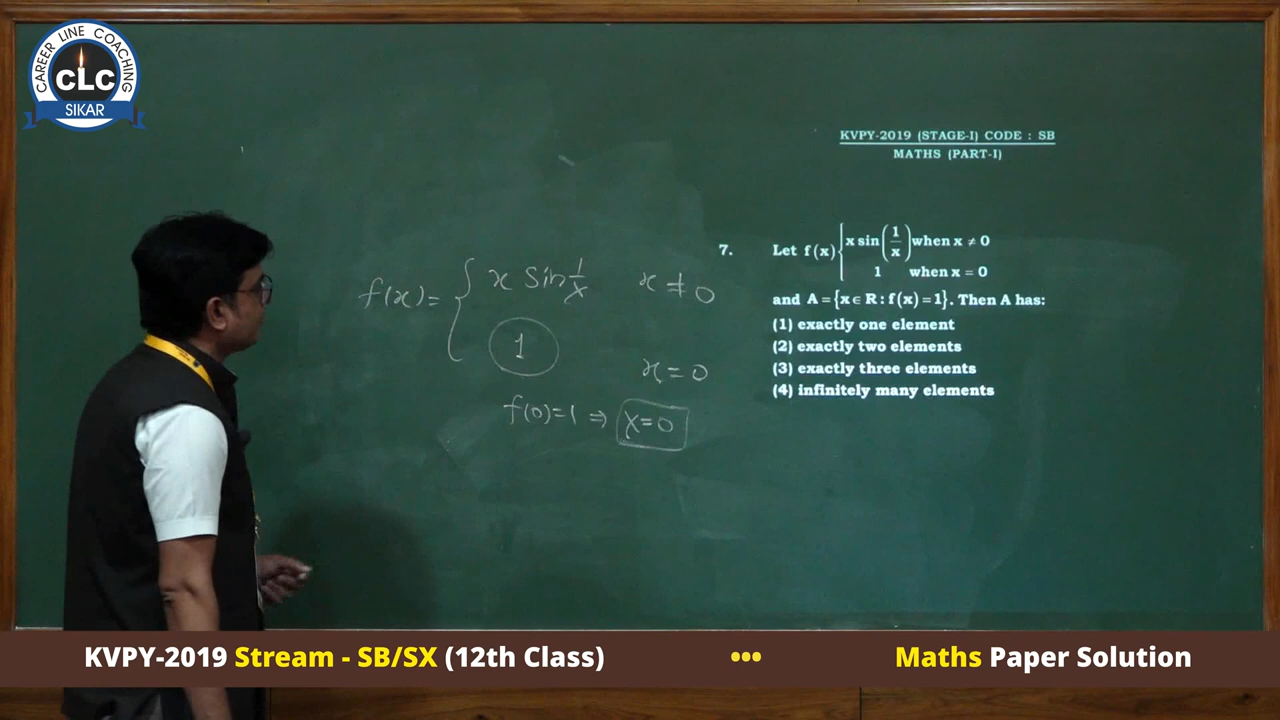 CAREER LINE COACHING
CLC
SIKAR
KVPY-2019 (STAGE-I) CODE : SB
MATHS (PART-I)
7. Let f(x) { x sin(1/x) when x ≠ 0
1 when x = 0
and A = {x ∈ R : f(x) = 1}. Then A has:
(1) exactly one element
(2) exactly two elements
(3) exactly three elements
(4) infinitely many elements
f(x) = { x sin 1/x x ≠ 0
1 x = 0
f(0)=1 ⇒ x=0
KVPY-2019 Stream - SB/SX (12th Class) ••• Maths Paper Solution